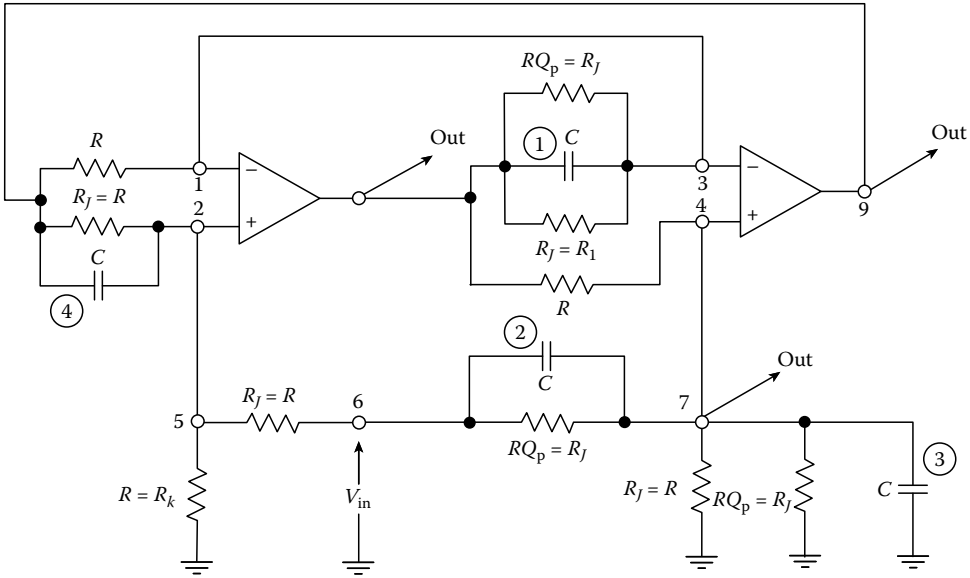 RQp = RJ
R
1
C
Out
Out
1
−
3
−
RJ = R
2
+
4
+
9
C
RJ = R1
4
R
2
C
Out
RJ = R
6
7
5
RQp = RJ
3
R = Rk
Vin
RJ = R
RQp = RJ
C